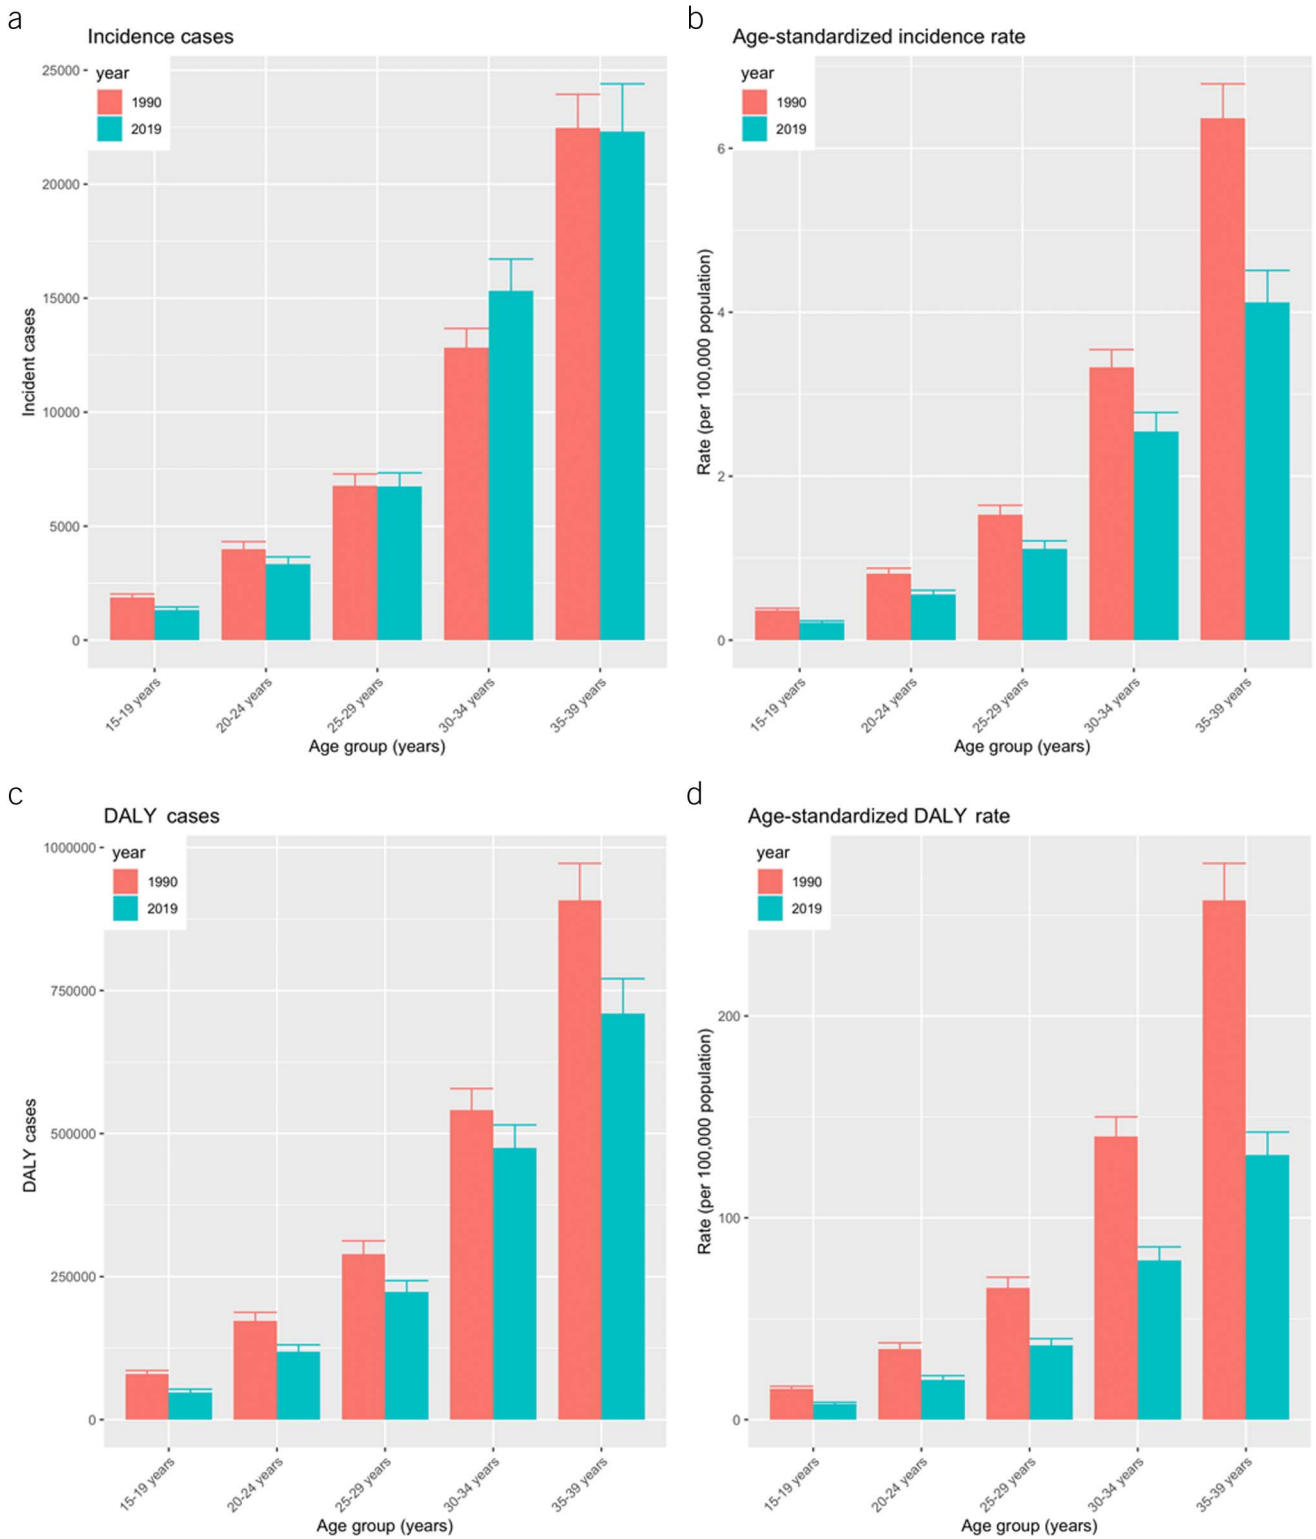 a
Incidence cases
year
1990
2019
25000
20000
15000
10000
5000
0
Incident cases
15-19 years
20-24 years
25-29 years
30-34 years
35-39 years
Age group (years)
b
Age-standardized incidence rate
year
1990
2019
6
4
2
0
Rate (per 100,000 population)
15-19 years
20-24 years
25-29 years
30-34 years
35-39 years
Age group (years)
c
DALY cases
year
1990
2019
1000000
750000
500000
250000
0
DALY cases
15-19 years
20-24 years
25-29 years
30-34 years
35-39 years
Age group (years)
d
Age-standardized DALY rate
year
1990
2019
200
100
0
Rate (per 100,000 population)
15-19 years
20-24 years
25-29 years
30-34 years
35-39 years
Age group (years)